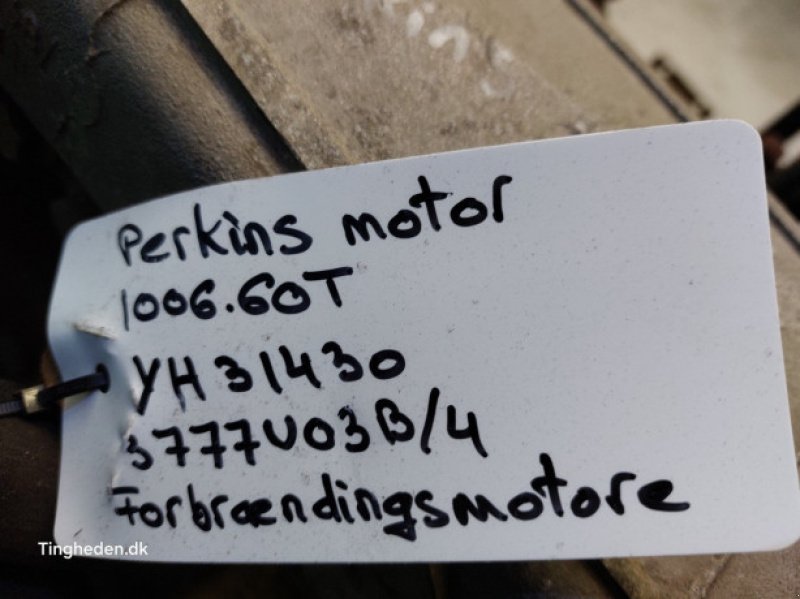 Perkins motor
1006.60T
YH31430
3777U03B/4
Forbrændingsmotore
Tingheden.dk